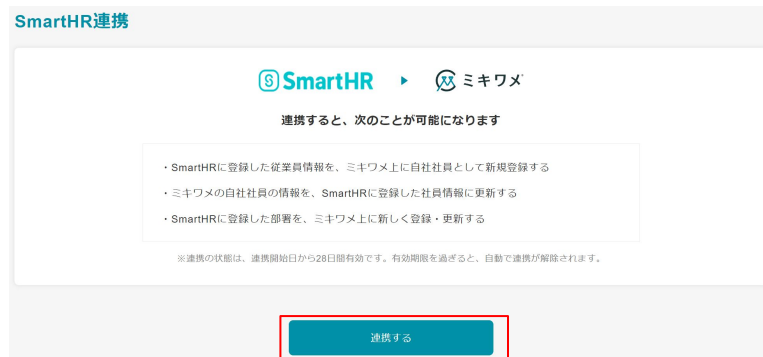 SmartHR連携
SmartHR ▶ ミキワメ
連携すると、次のことが可能になります
・SmartHRに登録した従業員情報を、ミキワメ上に自社社員として新規登録する
・ミキワメの自社社員の情報を、SmartHRに登録した社員情報に更新する
・SmartHRに登録した部署を、ミキワメ上に新しく登録・更新する
※連携の状態は、連携開始日から28日間有効です。有効期限を過ぎると、自動で連携が解除されます。
連携する